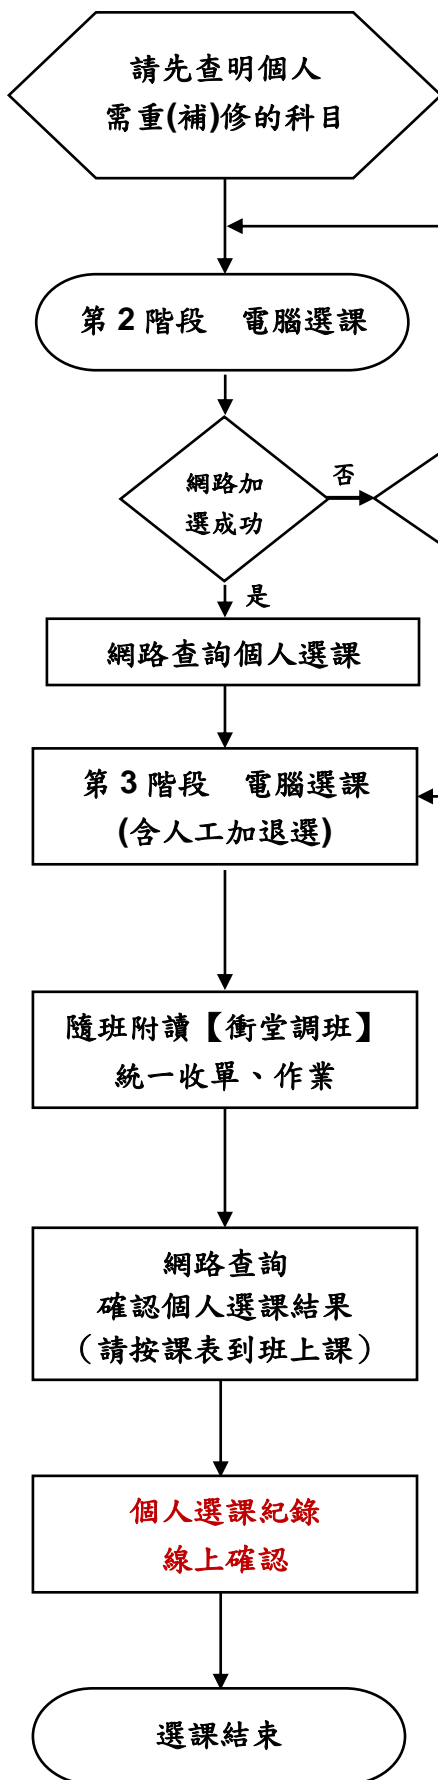 請先查明個人
需重(補)修的科目
第 2 階段　電腦選課
網路加
選成功
否
是
網路查詢個人選課
第 3 階段　電腦選課
(含人工加退選)
隨班附讀【衝堂調班】
統一收單、作業
網路查詢
確認個人選課結果
（請按課表到班上課）
個人選課紀錄
線上確認
選課結束